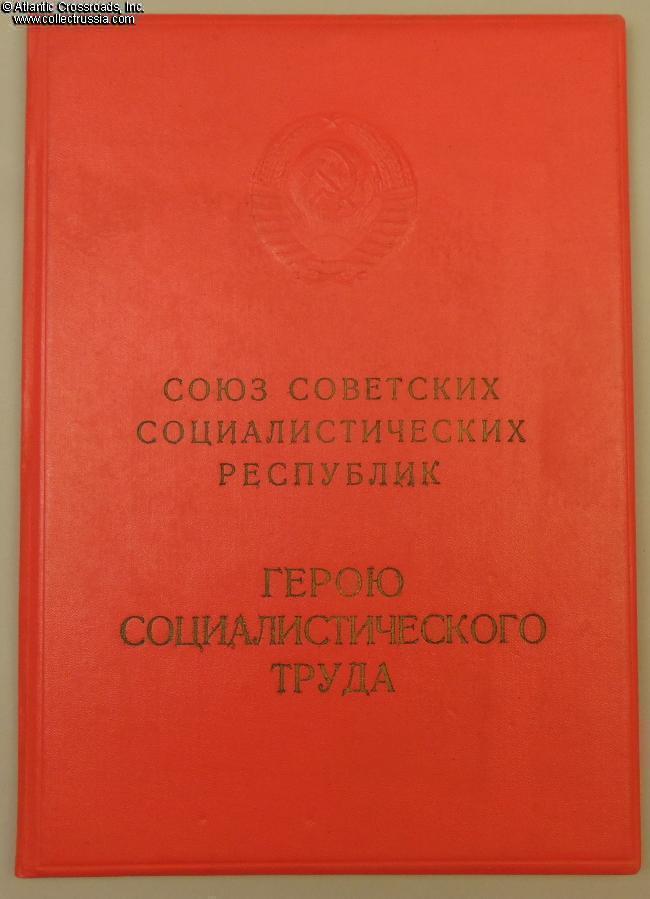 © Atlantic Crossroads, Inc.
www.collectrussia.com
СОЮЗ СОВЕТСКИХ
СОЦИАЛИСТИЧЕСКИХ
РЕСПУБЛИК
ГЕРОЮ
СОЦИАЛИСТИЧЕСКОГО
ТРУДА